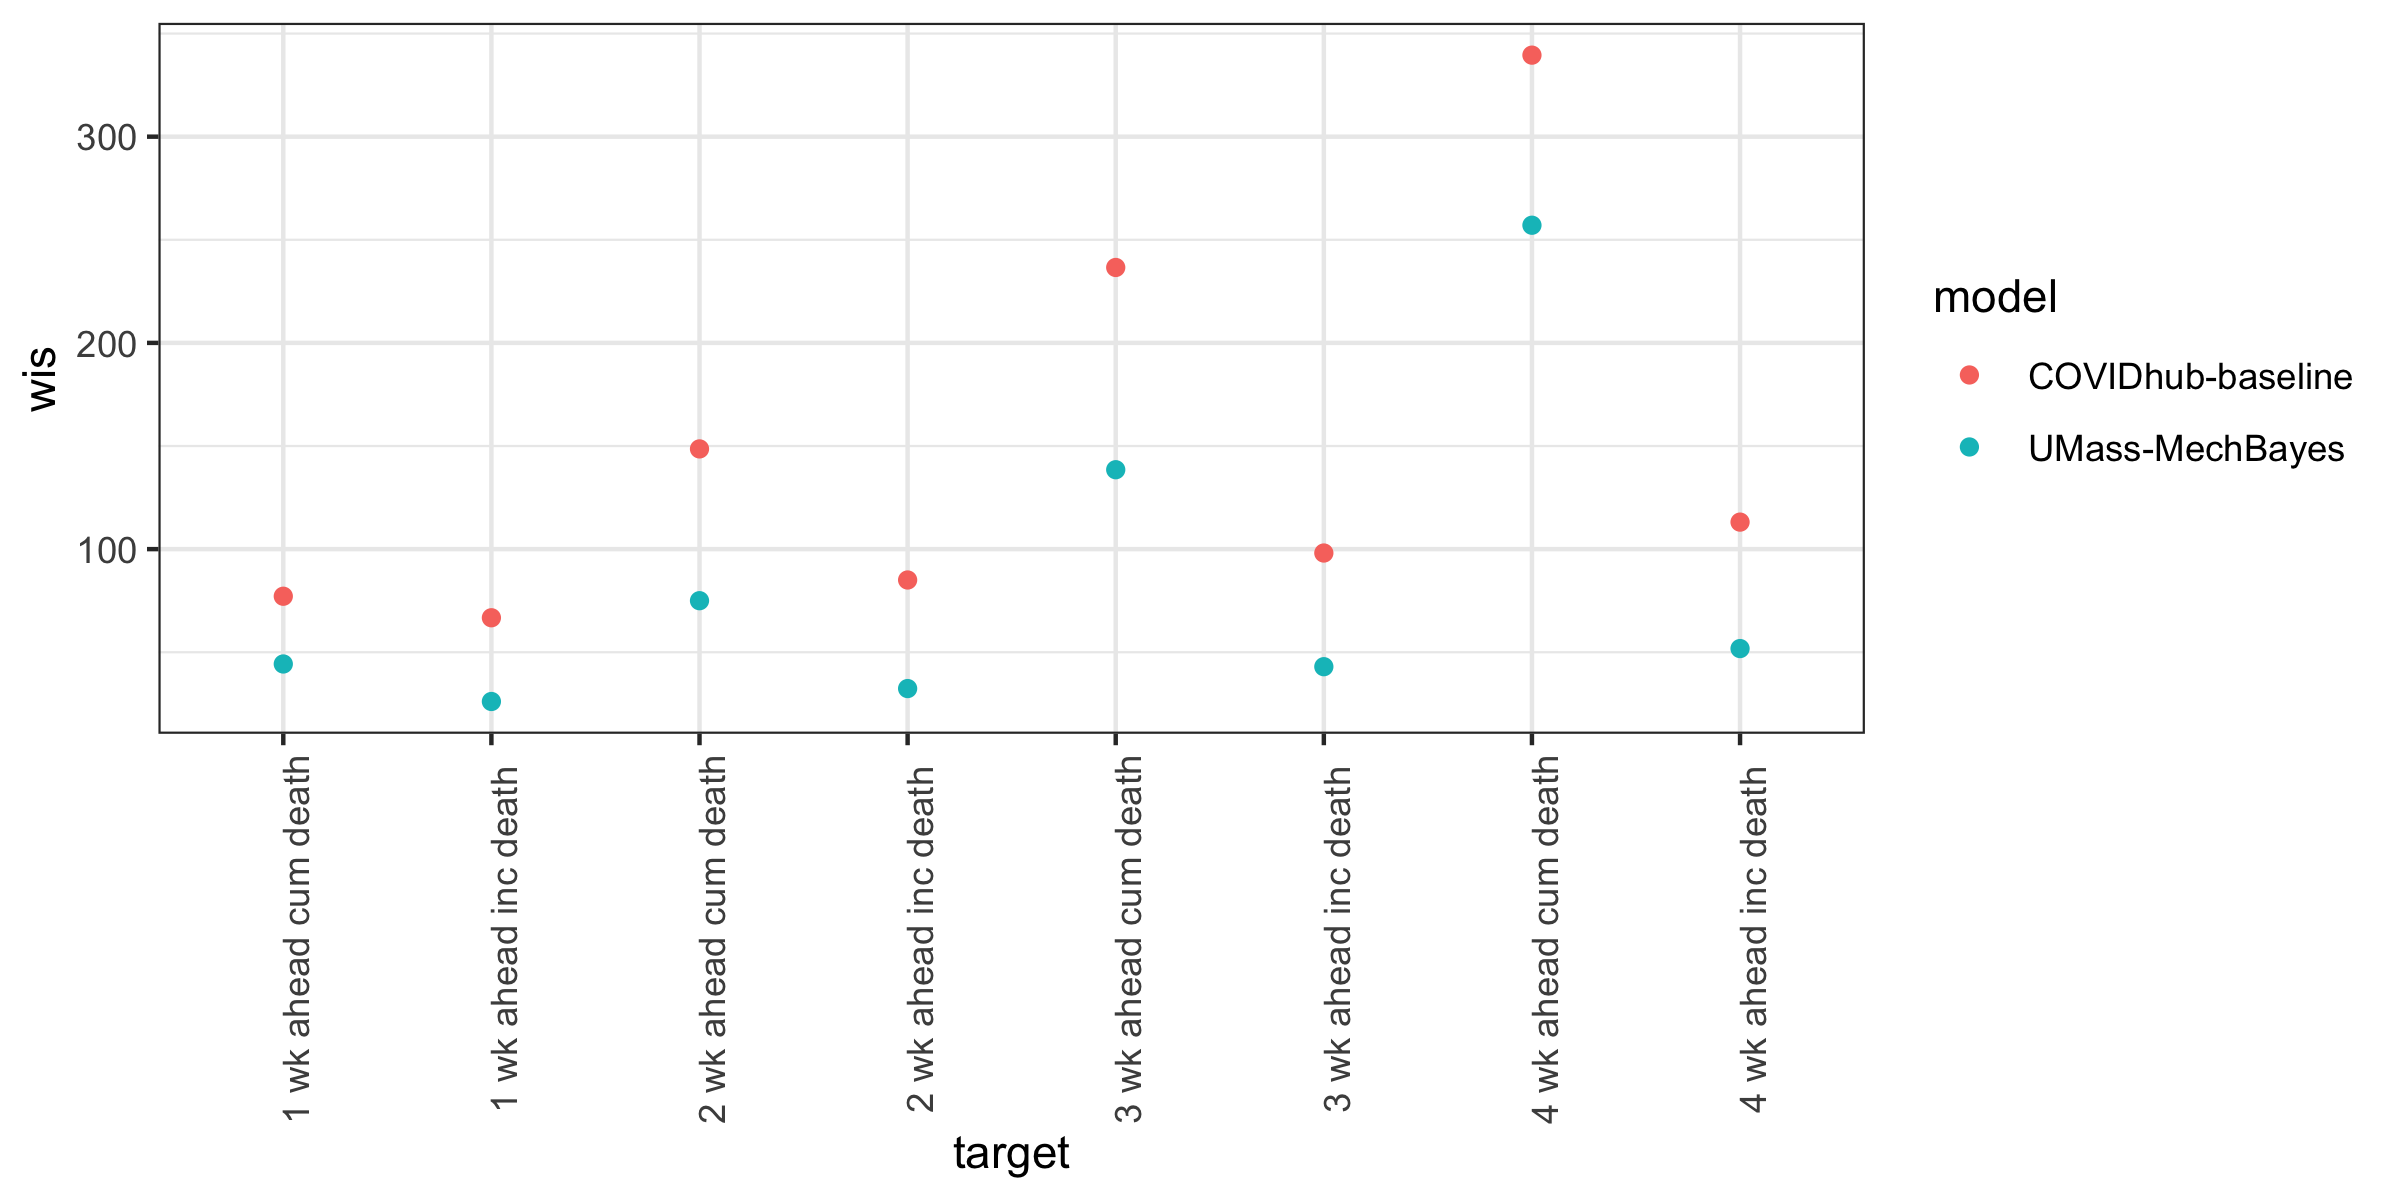 wis
300
200
100
1 wk ahead cum death
1 wk ahead inc death
2 wk ahead cum death
2 wk ahead inc death
3 wk ahead cum death
3 wk ahead inc death
4 wk ahead cum death
4 wk ahead inc death
target
model
COVIDhub-baseline
UMass-MechBayes